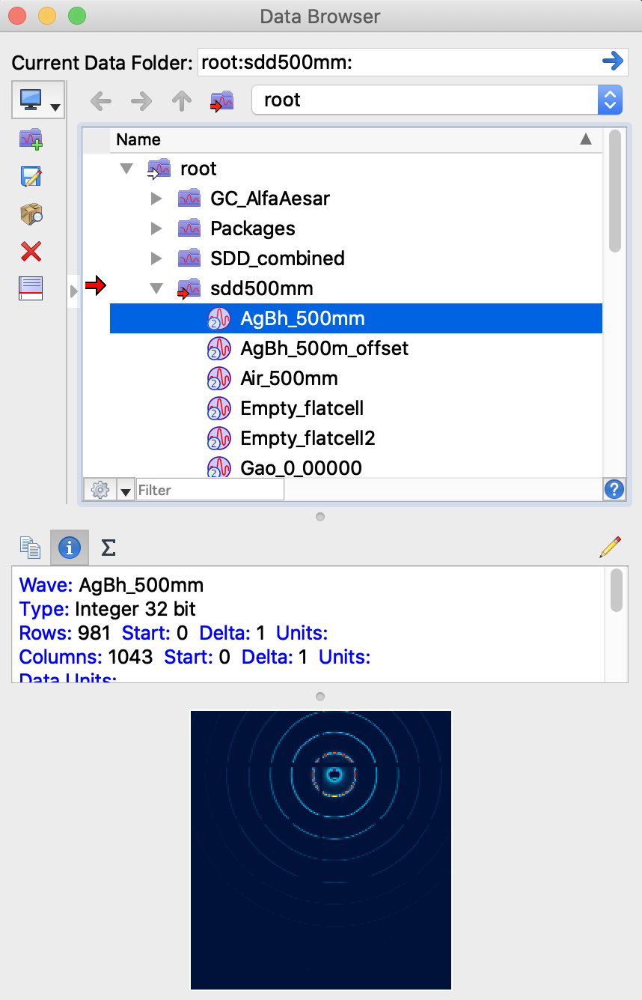 Data Browser
Current Data Folder: root:sdd500mm:
root
Name
root
GC_AlfaAesar
Packages
SDD_combined
sdd500mm
AgBh_500mm
AgBh_500m_offset
Air_500mm
Empty_flatcell
Empty_flatcell2
Gao_0_00000
Filter
Wave: AgBh_500mm
Type: Integer 32 bit
Rows: 981 Start: 0 Delta: 1 Units:
Columns: 1043 Start: 0 Delta: 1 Units:
Data Units: